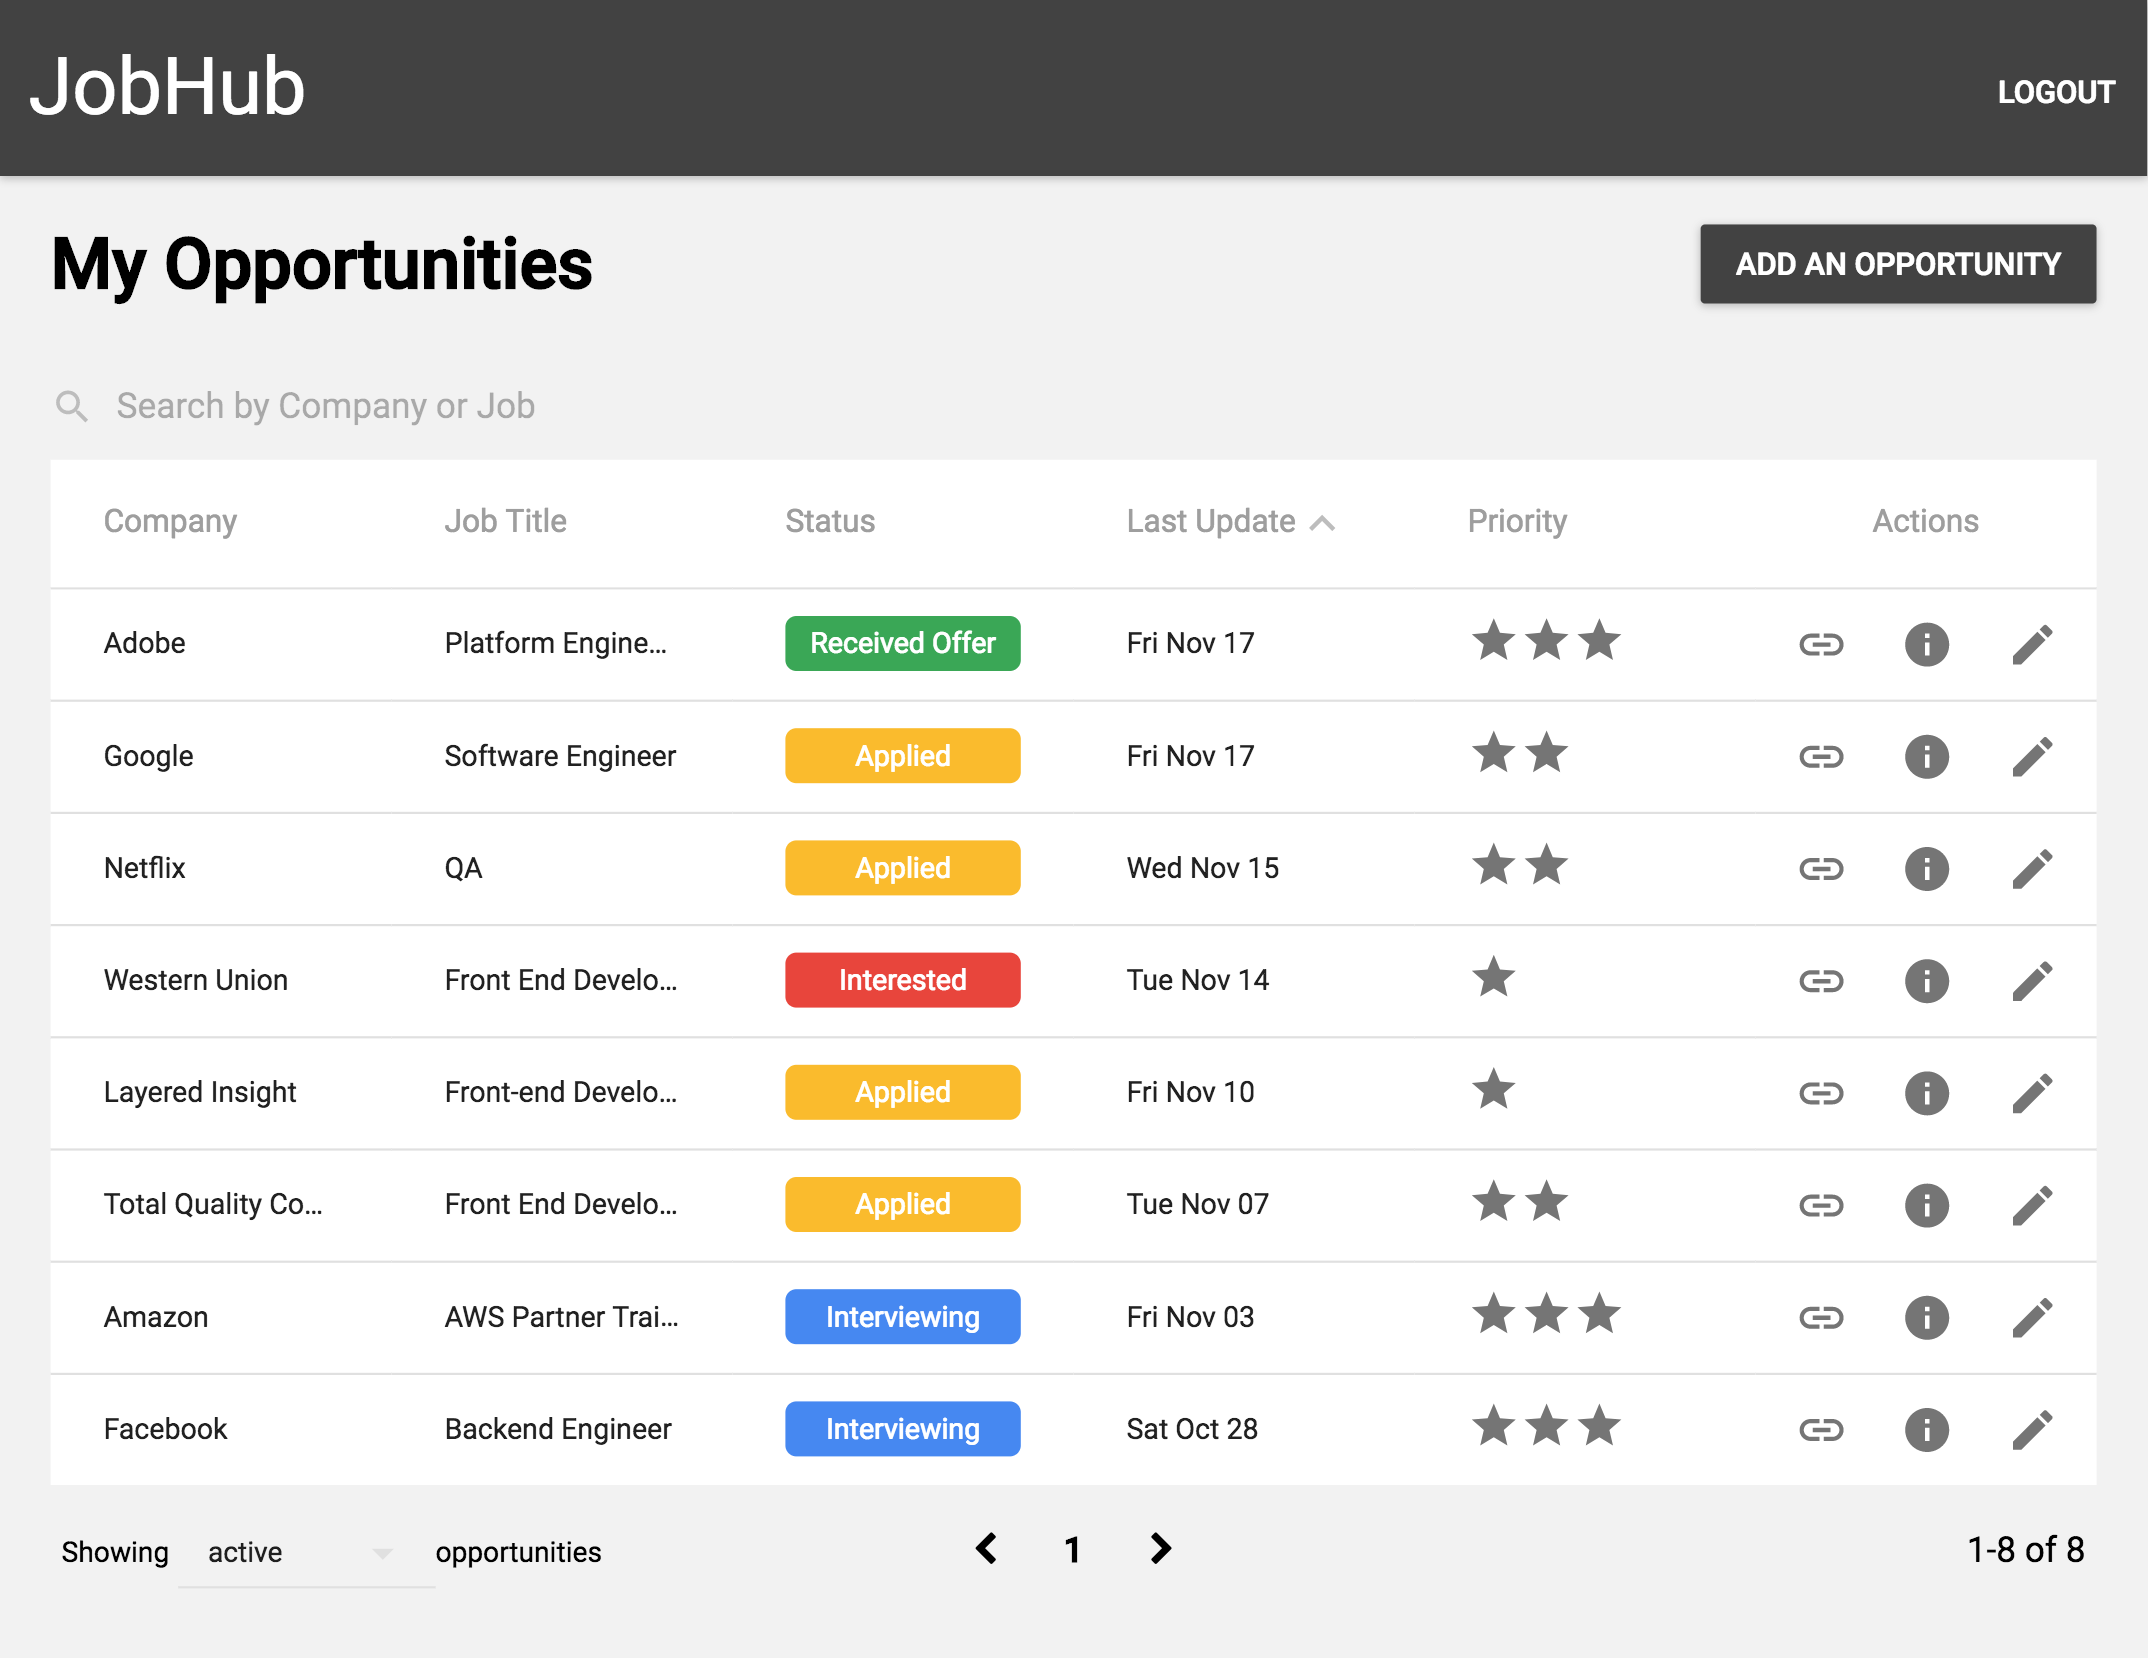 JobHub
LOGOUT
My Opportunities
ADD AN OPPORTUNITY
Search by Company or Job
Company Job Title Status Last Update Priority Actions
Adobe Platform Engine... Received Offer Fri Nov 17
Google Software Engineer Applied Fri Nov 17
Netflix QA Applied Wed Nov 15
Western Union Front End Develo... Interested Tue Nov 14
Layered Insight Front-end Develo... Applied Fri Nov 10
Total Quality Co... Front End Develo... Applied Tue Nov 07
Amazon AWS Partner Trai... Interviewing Fri Nov 03
Facebook Backend Engineer Interviewing Sat Oct 28
Showing active opportunities 1 1-8 of 8